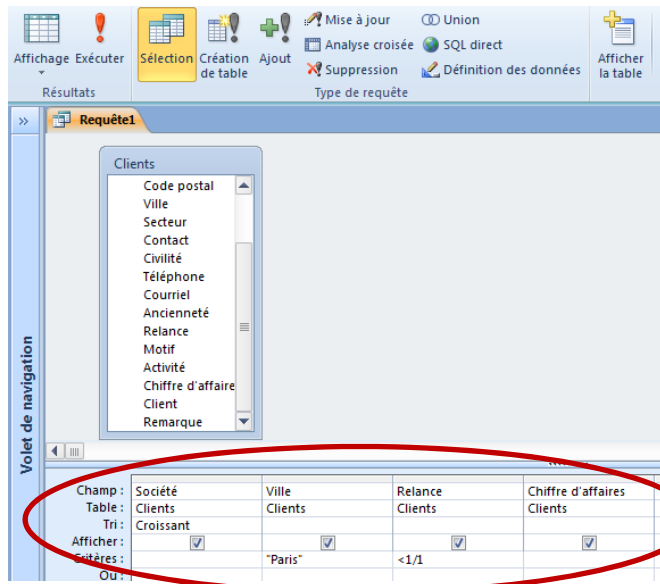 Affichage Exécuter
Sélection Création de table Ajout
Mise à jour Union
Analyse croisée SQL direct
Suppression Définition des données
Afficher la table
Résultats Type de requête
» Requête1
Volet de navigation
Clients
Code postal
Ville
Secteur
Contact
Civilité
Téléphone
Courriel
Ancienneté
Relance
Motif
Activité
Chiffre d'affaire
Client
Remarque
Champ : Société Ville Relance Chiffre d'affaires
Table : Clients Clients Clients Clients
Tri : Croissant
Afficher :
Critères : "Paris" <1/1
Ou :